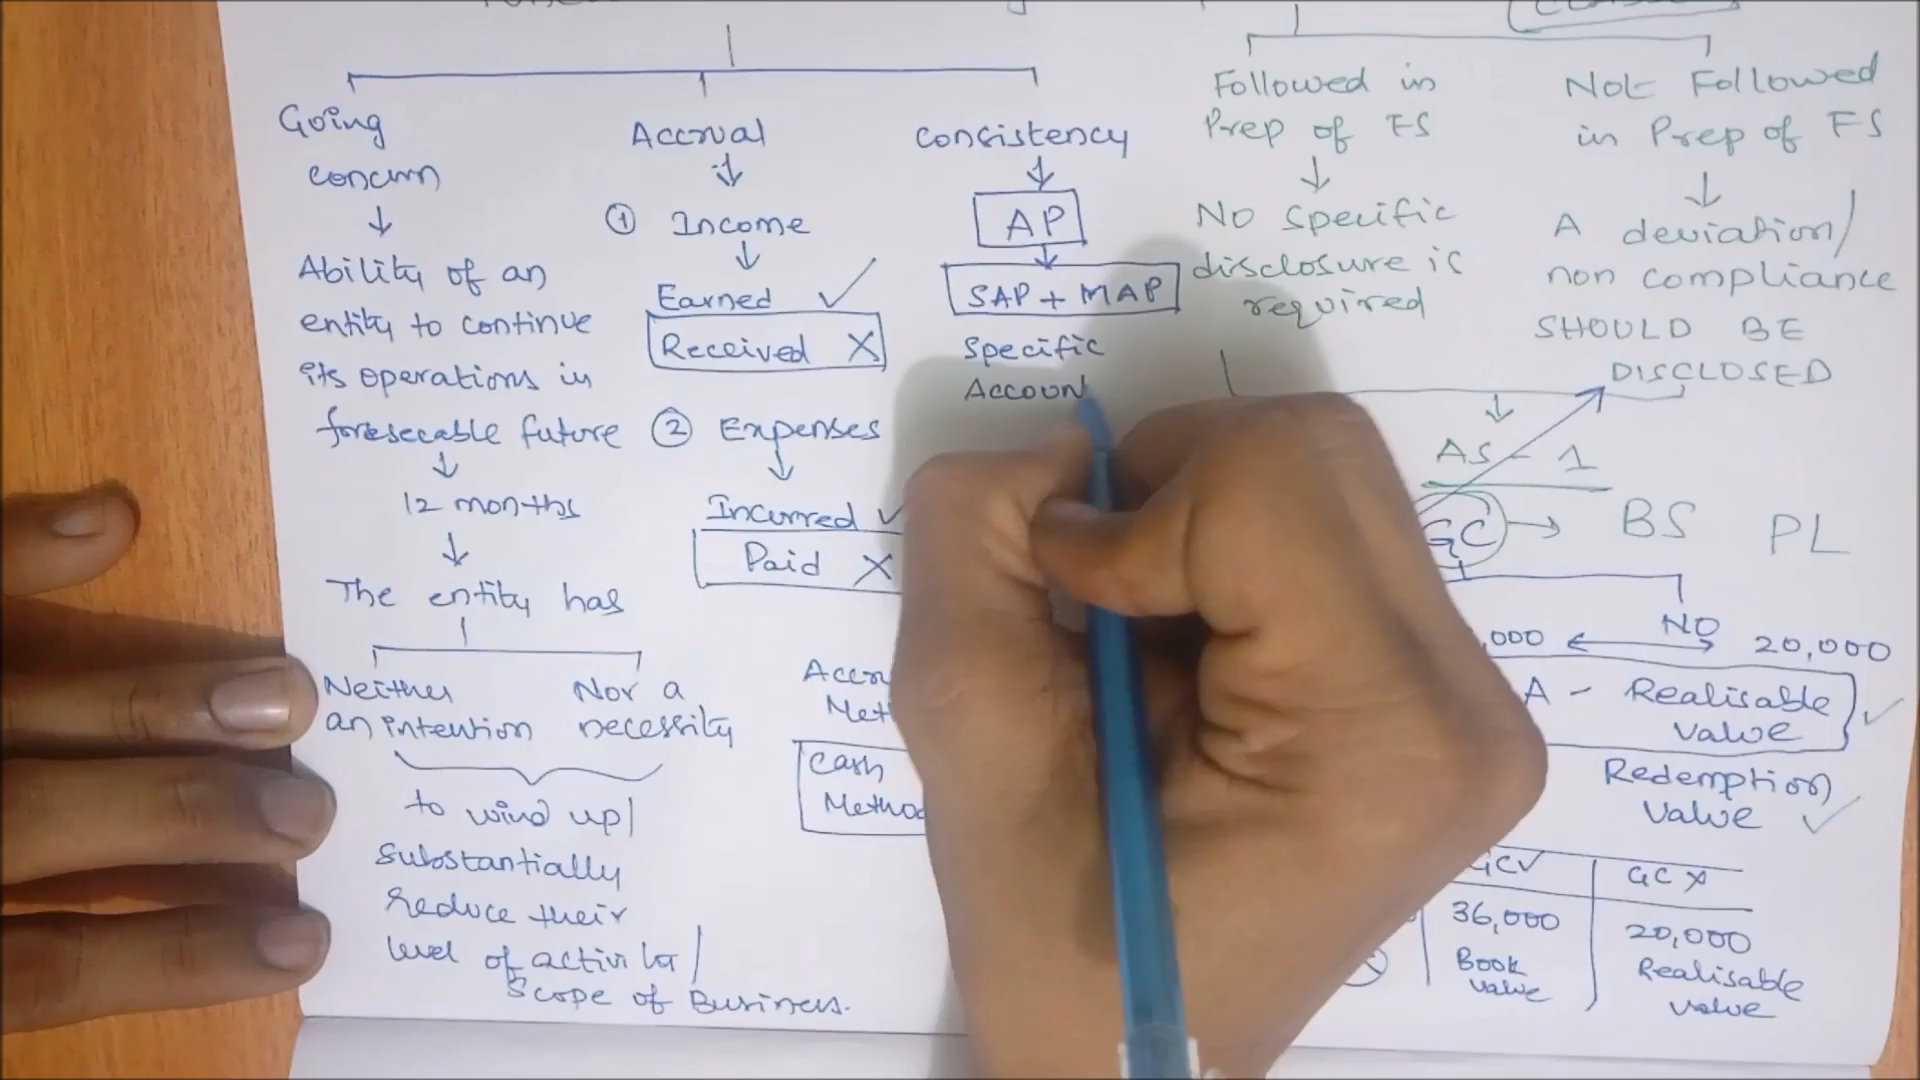 Going
concern
Ability of an
entity to continue
its operations in
foreseeable future
12 months
The entity has
Neither
an intention
Nor a
necessity
to wind up/
Substantially
reduce their
level of activity/
Scope of Business.
Accrual
① Income
Earned ✓
Received X
② Expenses
Incurred ✓
Paid X
Cash
consistency
AP
SAP + MAP
Specific
Account
Followed in
Prep of FS
No specific
disclosure is
required
Not Followed
in Prep of FS
A deviation/
non compliance
SHOULD BE
DISCLOSED
AS - 1
GC → BS PL
NO
,000 20,000
A - Realisable
value ✓
Redemption
value ✓
GC✓ GC X
36,000 20,000
Book Realisable
value value